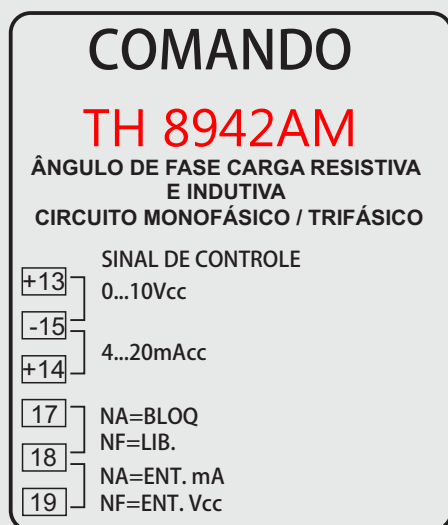 COMANDO
TH 8942AM
ÂNGULO DE FASE CARGA RESISTIVA
E INDUTIVA
CIRCUITO MONOFÁSICO / TRIFÁSICO
SINAL DE CONTROLE
+13
0...10Vcc
-15
4...20mAcc
+14
17
NA=BLOQ
NF=LIB.
18
NA=ENT. mA
19
NF=ENT. Vcc